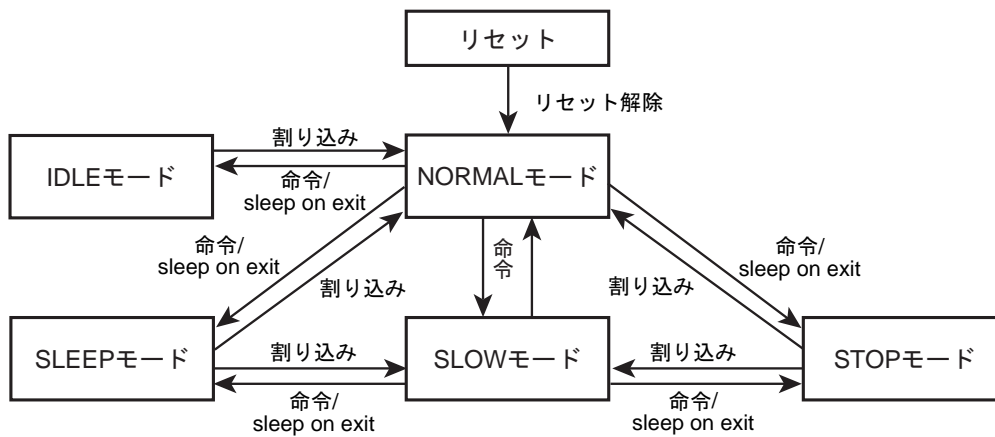 リセット
リセット解除
IDLEモード
割り込み
命令/
sleep on exit
NORMALモード
命令/
sleep on exit
割り込み
命令
命令/
sleep on exit
割り込み
SLEEPモード
割り込み
命令/
sleep on exit
SLOWモード
割り込み
命令/
sleep on exit
STOPモード